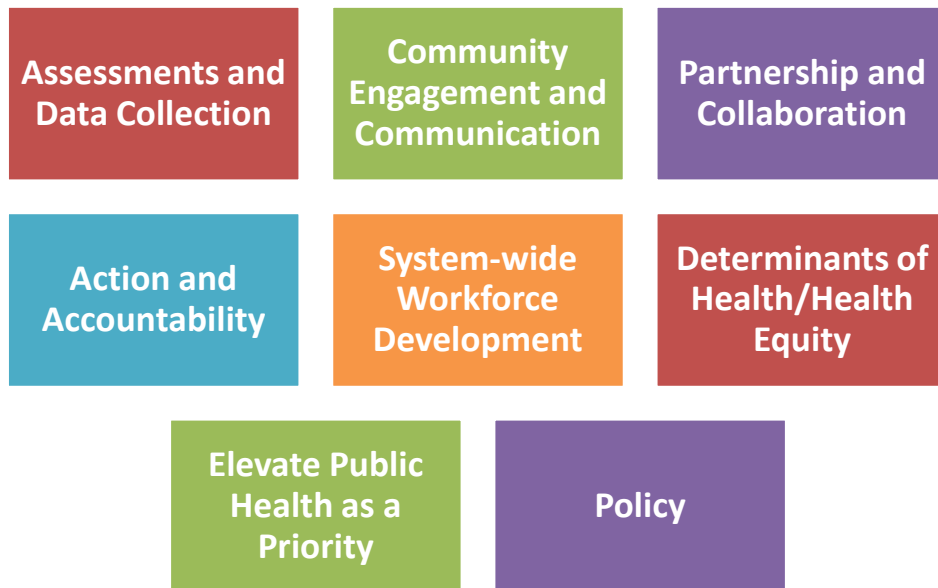 Assessments and
Data Collection
Community
Engagement and
Communication
Partnership and
Collaboration
Action and
Accountability
System-wide
Workforce
Development
Determinants of
Health/Health
Equity
Elevate Public
Health as a
Priority
Policy